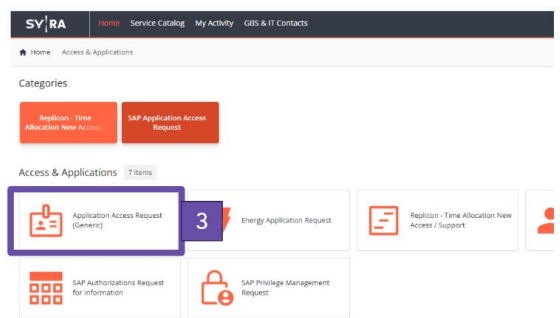 SY¦RA Home Service Catalog My Activity GBS & IT Contacts
Home Access & Applications
Categories
Replicon - Time
Allocation New Access /
SAP Application Access
Request
Access & Applications 7 items
Application Access Request
(Generic)
3
Energy Application Request
Replicon - Time Allocation New
Access / Support
SAP Authorizations Request
for Information
SAP Privilege Management
Request